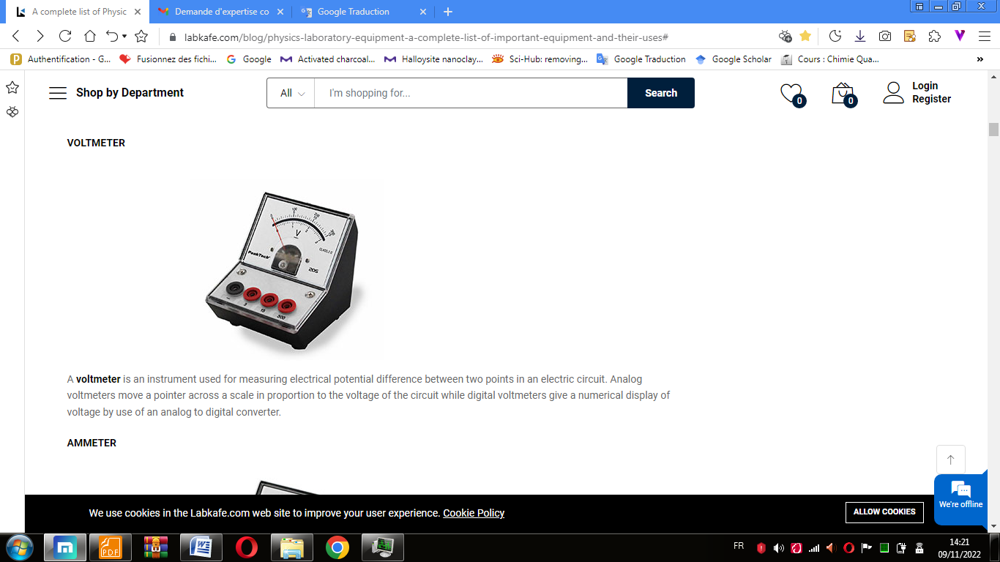 A complete list of Physic
Demande d'expertise co
Google Traduction
labkafe.com/blog/physics-laboratory-equipment-a-complete-list-of-important-equipment-and-their-uses#
Authentification - G...
Fusionnez des fichi...
Google
Activated charcoal...
Halloysite nanoclay...
Sci-Hub: removing...
Google Traduction
Google Scholar
Cours : Chimie Qua...
Shop by Department
All
I'm shopping for...
Search
0
0
Login
Register
VOLTMETER
V
PeakTech
CLASS 2.0
205
3
15
300
A voltmeter is an instrument used for measuring electrical potential difference between two points in an electric circuit. Analog
voltmeters move a pointer across a scale in proportion to the voltage of the circuit while digital voltmeters give a numerical display of
voltage by use of an analog to digital converter.
AMMETER
We're offline
We use cookies in the Labkafe.com web site to improve your user experience. Cookie Policy
ALLOW COOKIES
PDF
FR
14:21
09/11/2022